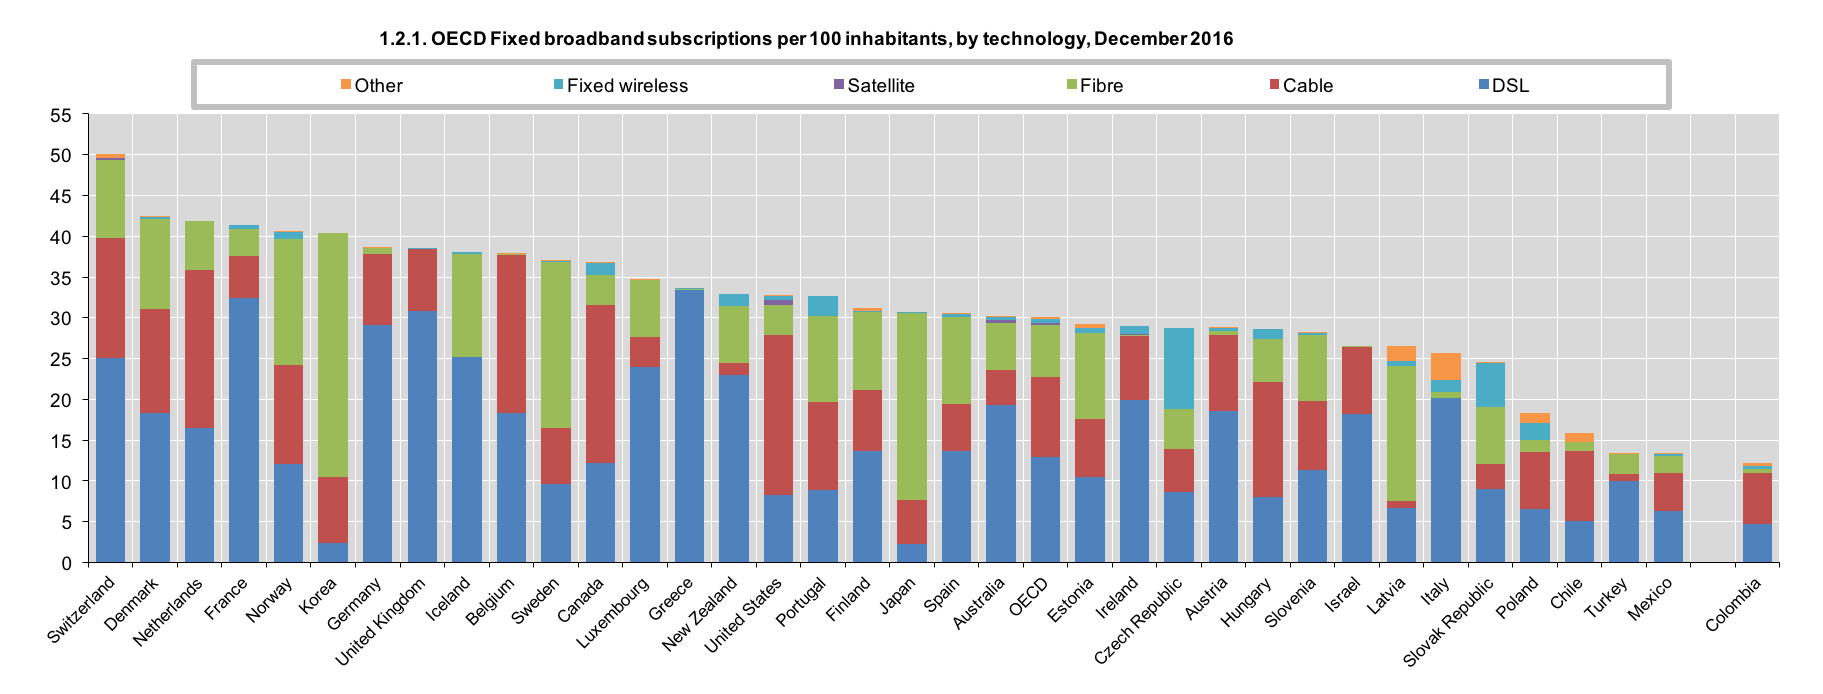 1.2.1. OECD Fixed broadband subscriptions per 100 inhabitants, by technology, December 2016
Other Fixed wireless Satellite Fibre Cable DSL
55
50
45
40
35
30
25
20
15
10
5
0
Switzerland
Denmark
Netherlands
France
Norway
Korea
Germany
United Kingdom
Iceland
Belgium
Sweden
Canada
Luxembourg
Greece
New Zealand
United States
Portugal
Finland
Japan
Spain
Australia
OECD
Estonia
Ireland
Czech Republic
Austria
Hungary
Slovenia
Israel
Latvia
Italy
Slovak Republic
Poland
Chile
Turkey
Mexico
Colombia